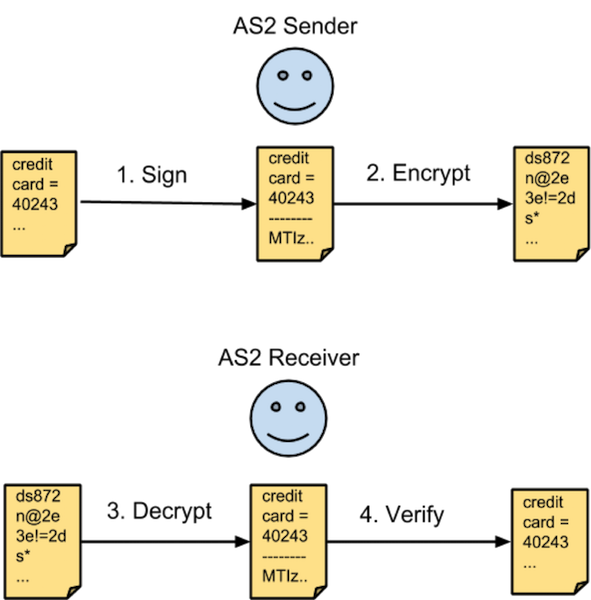 AS2 Sender
credit
card =
40243
...
1. Sign
credit
card =
40243
--------
MTIz..
2. Encrypt
ds872
n@2e
3e!=2d
s*
...
AS2 Receiver
ds872
n@2e
3e!=2d
s*
...
3. Decrypt
credit
card =
40243
--------
MTIz..
4. Verify
credit
card =
40243
...